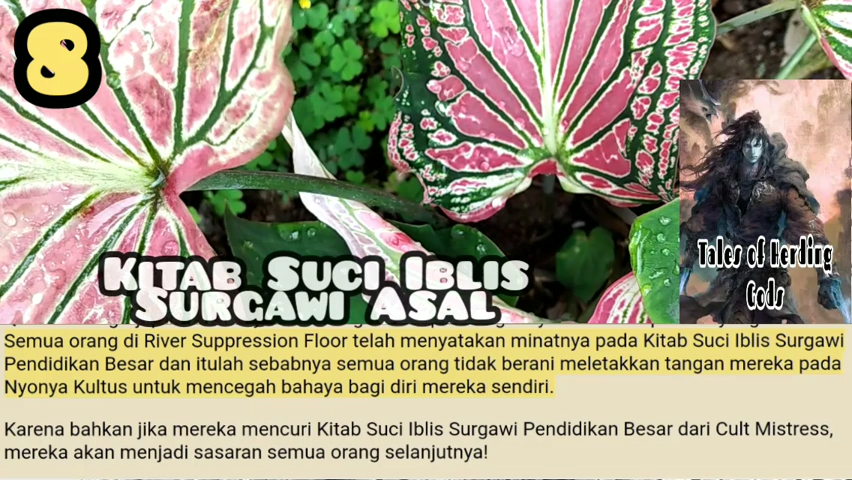 8
Tales of Herding
Gods
Kitab Suci Iblis
Surgawi Asal
Semua orang di River Suppression Floor telah menyatakan minatnya pada Kitab Suci Iblis Surgawi
Pendidikan Besar dan itulah sebabnya semua orang tidak berani meletakkan tangan mereka pada
Nyonya Kultus untuk mencegah bahaya bagi diri mereka sendiri.
Karena bahkan jika mereka mencuri Kitab Suci Iblis Surgawi Pendidikan Besar dari Cult Mistress,
mereka akan menjadi sasaran semua orang selanjutnya!